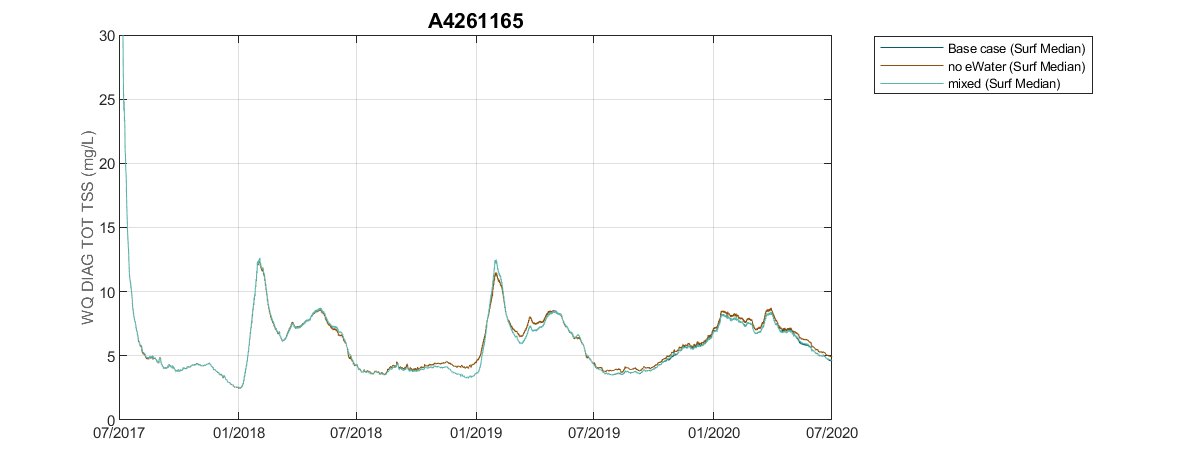 A4261165
WQ DIAG TOT TSS (mg/L)
30
25
20
15
10
5
0
07/2017 01/2018 07/2018 01/2019 07/2019 01/2020 07/2020
Base case (Surf Median)
no eWater (Surf Median)
mixed (Surf Median)